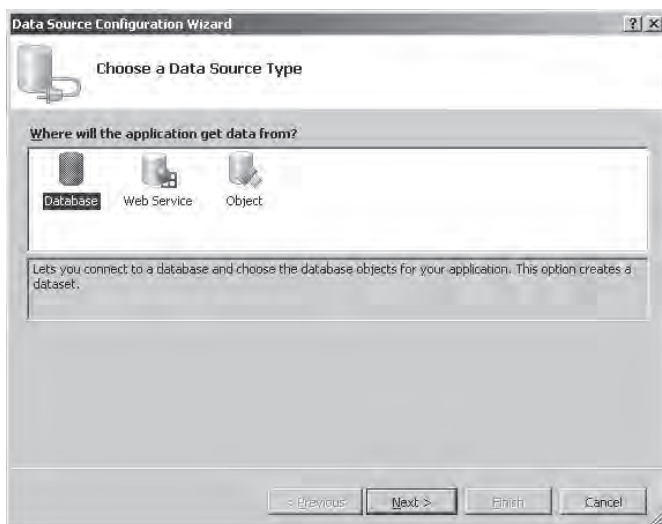 Data Source Configuration Wizard
Choose a Data Source Type
Where will the application get data from?
Database Web Service Object
Lets you connect to a database and choose the database objects for your application. This option creates a
dataset.
< Previous Next > Finish Cancel